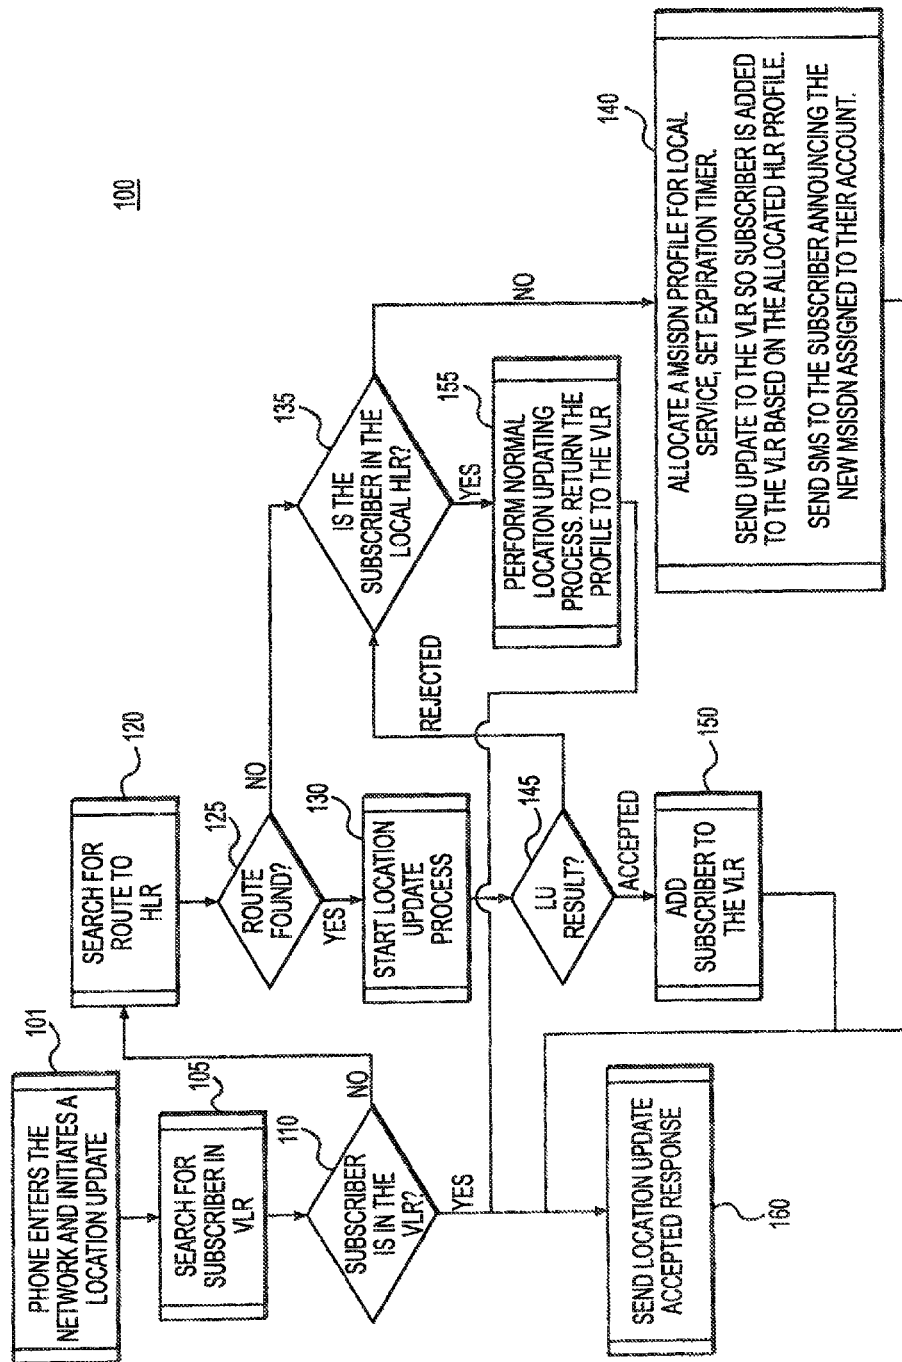 100
101
PHONE ENTERS THE
NETWORK AND INITIATES A
LOCATION UPDATE
105
SEARCH FOR
SUBSCRIBER IN
VLR
110
SUBSCRIBER
IS IN THE
VLR?
NO
YES
120
SEARCH FOR
ROUTE TO
HLR
125
ROUTE
FOUND?
NO
YES
130
START LOCATION
UPDATE
PROCESS
145
LU
RESULT?
REJECTED
ACCEPTED
150
ADD
SUBSCRIBER TO
THE VLR
135
IS THE
SUBSCRIBER IN THE
LOCAL HLR?
NO
YES
155
PERFORM NORMAL
LOCATION UPDATING
PROCESS. RETURN THE
PROFILE TO THE VLR
140
ALLOCATE A MSISDN PROFILE FOR LOCAL
SERVICE, SET EXPIRATION TIMER.
SEND UPDATE TO THE VLR SO SUBSCRIBER IS ADDED
TO THE VLR BASED ON THE ALLOCATED HLR PROFILE.
SEND SMS TO THE SUBSCRIBER ANNOUNCING THE
NEW MSISDN ASSIGNED TO THEIR ACCOUNT.
SEND LOCATION UPDATE
ACCEPTED RESPONSE
160